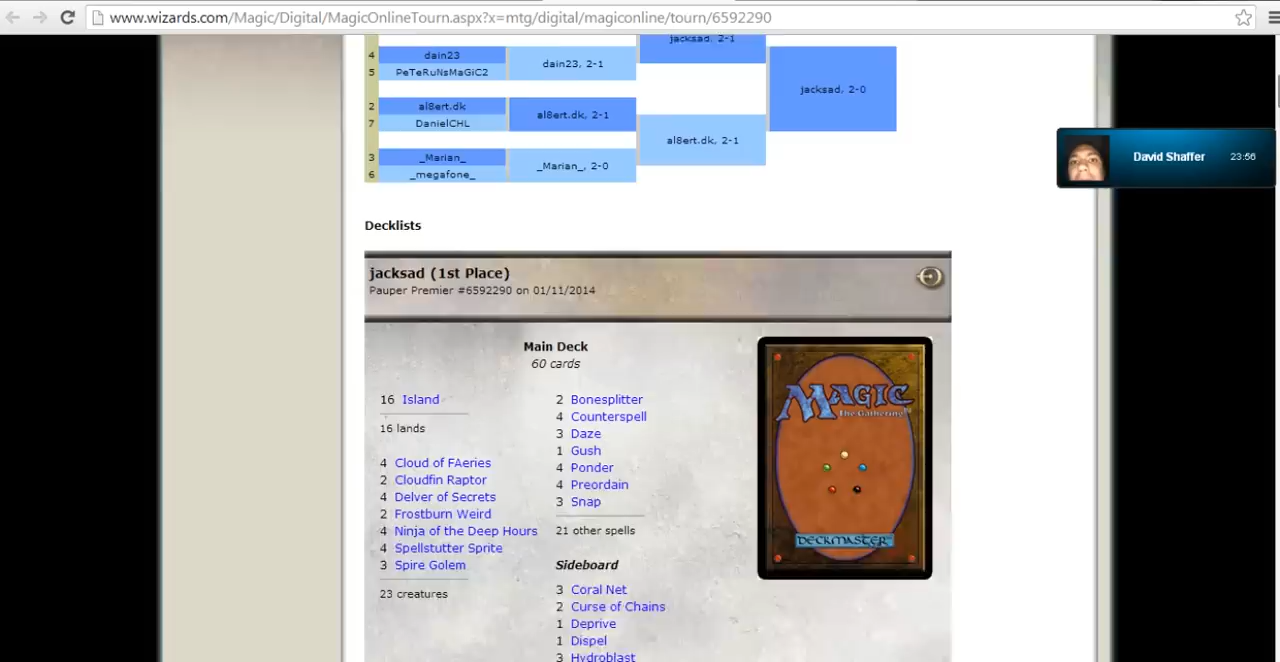 www.wizards.com/Magic/Digital/MagicOnlineTourn.aspx?x=mtg/digital/magiconline/tourn/6592290
jacksad, 2-1
4 dain23
5 PeTeRuNsMaGiC2
dain23, 2-1
jacksad, 2-0
2 al8ert.dk
7 DanielCHL
al8ert.dk, 2-1
al8ert.dk, 2-1
3 _Marian_
6 _megafone_
_Marian_, 2-0
David Shaffer 23:56
Decklists
jacksad (1st Place)
Pauper Premier #6592290 on 01/11/2014
Main Deck
60 cards
16 Island
16 lands
4 Cloud of FAeries
2 Cloudfin Raptor
4 Delver of Secrets
2 Frostburn Weird
4 Ninja of the Deep Hours
4 Spellstutter Sprite
3 Spire Golem
23 creatures
2 Bonesplitter
4 Counterspell
3 Daze
1 Gush
4 Ponder
4 Preordain
3 Snap
21 other spells
Sideboard
3 Coral Net
2 Curse of Chains
1 Deprive
1 Dispel
3 Hydroblast
MAGIC
The Gathering
DECKMASTER